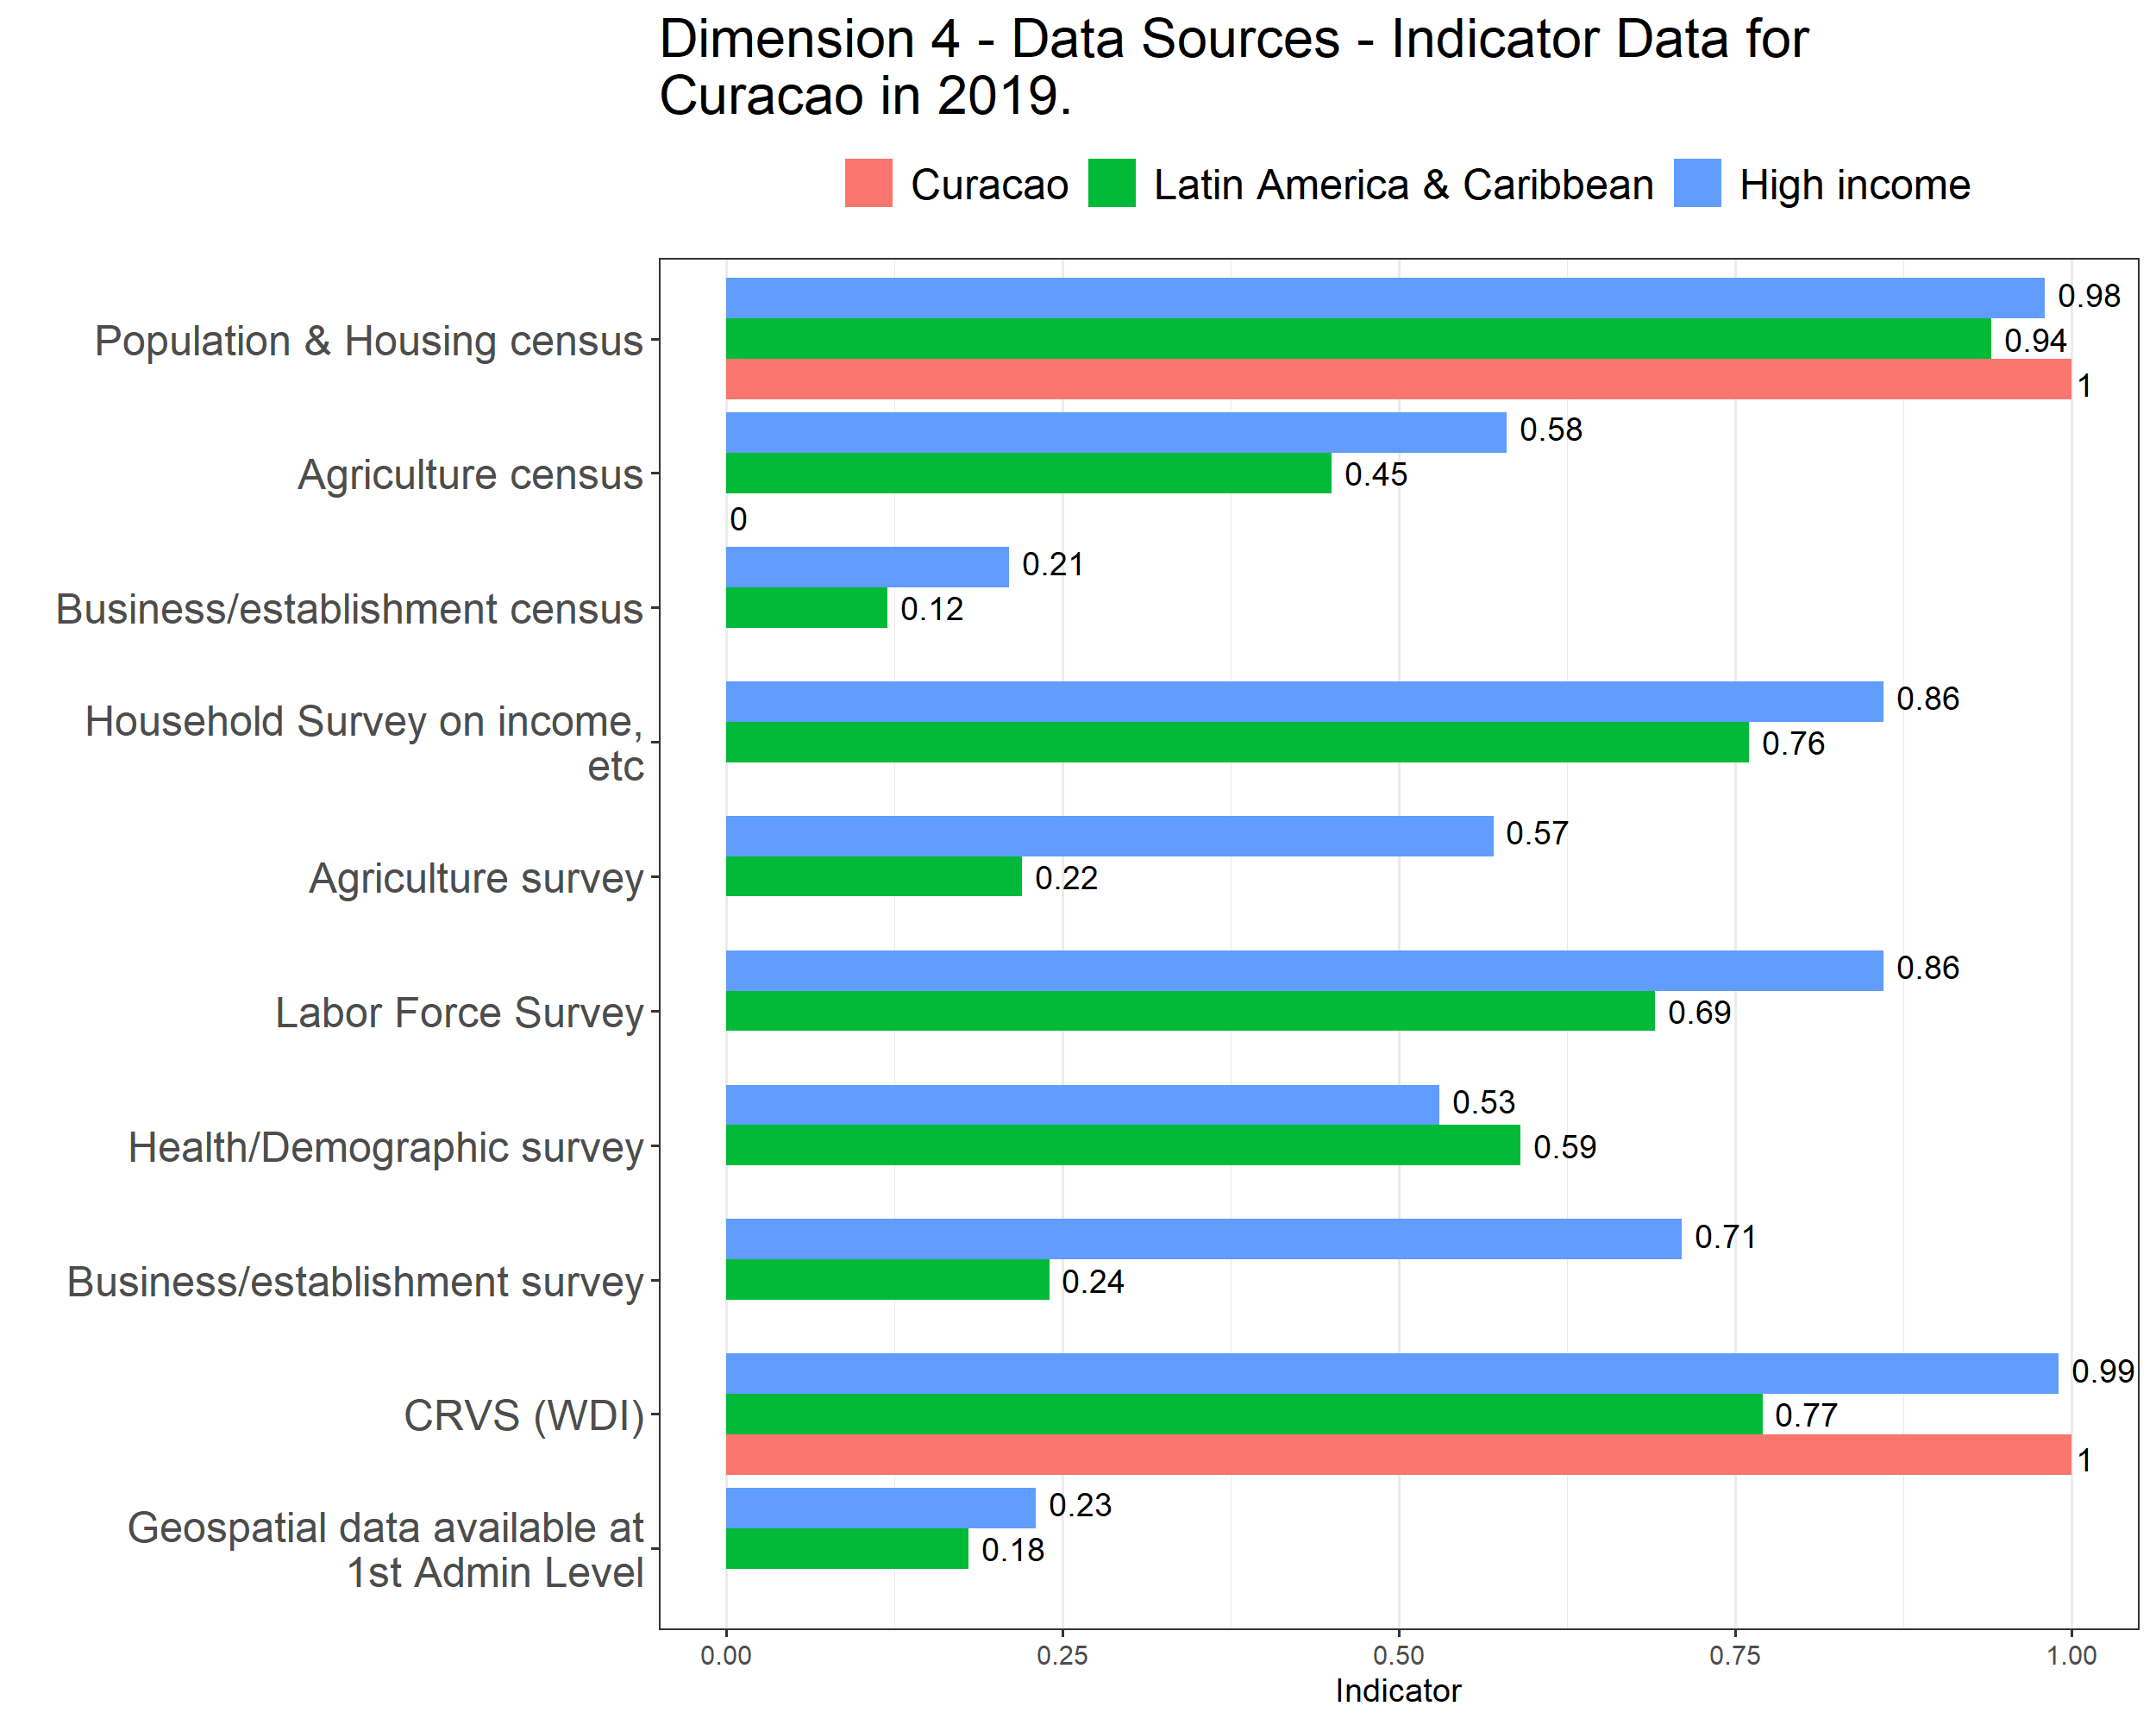 Dimension 4 - Data Sources - Indicator Data for
Curacao in 2019.
Curacao
Latin America & Caribbean
High income
Population & Housing census
0.98
0.94
1
Agriculture census
0.58
0.45
0
Business/establishment census
0.21
0.12
Household Survey on income,
etc
0.86
0.76
Agriculture survey
0.57
0.22
Labor Force Survey
0.86
0.69
Health/Demographic survey
0.53
0.59
Business/establishment survey
0.71
0.24
CRVS (WDI)
0.99
0.77
1
Geospatial data available at
1st Admin Level
0.23
0.18
0.00
0.25
0.50
0.75
1.00
Indicator